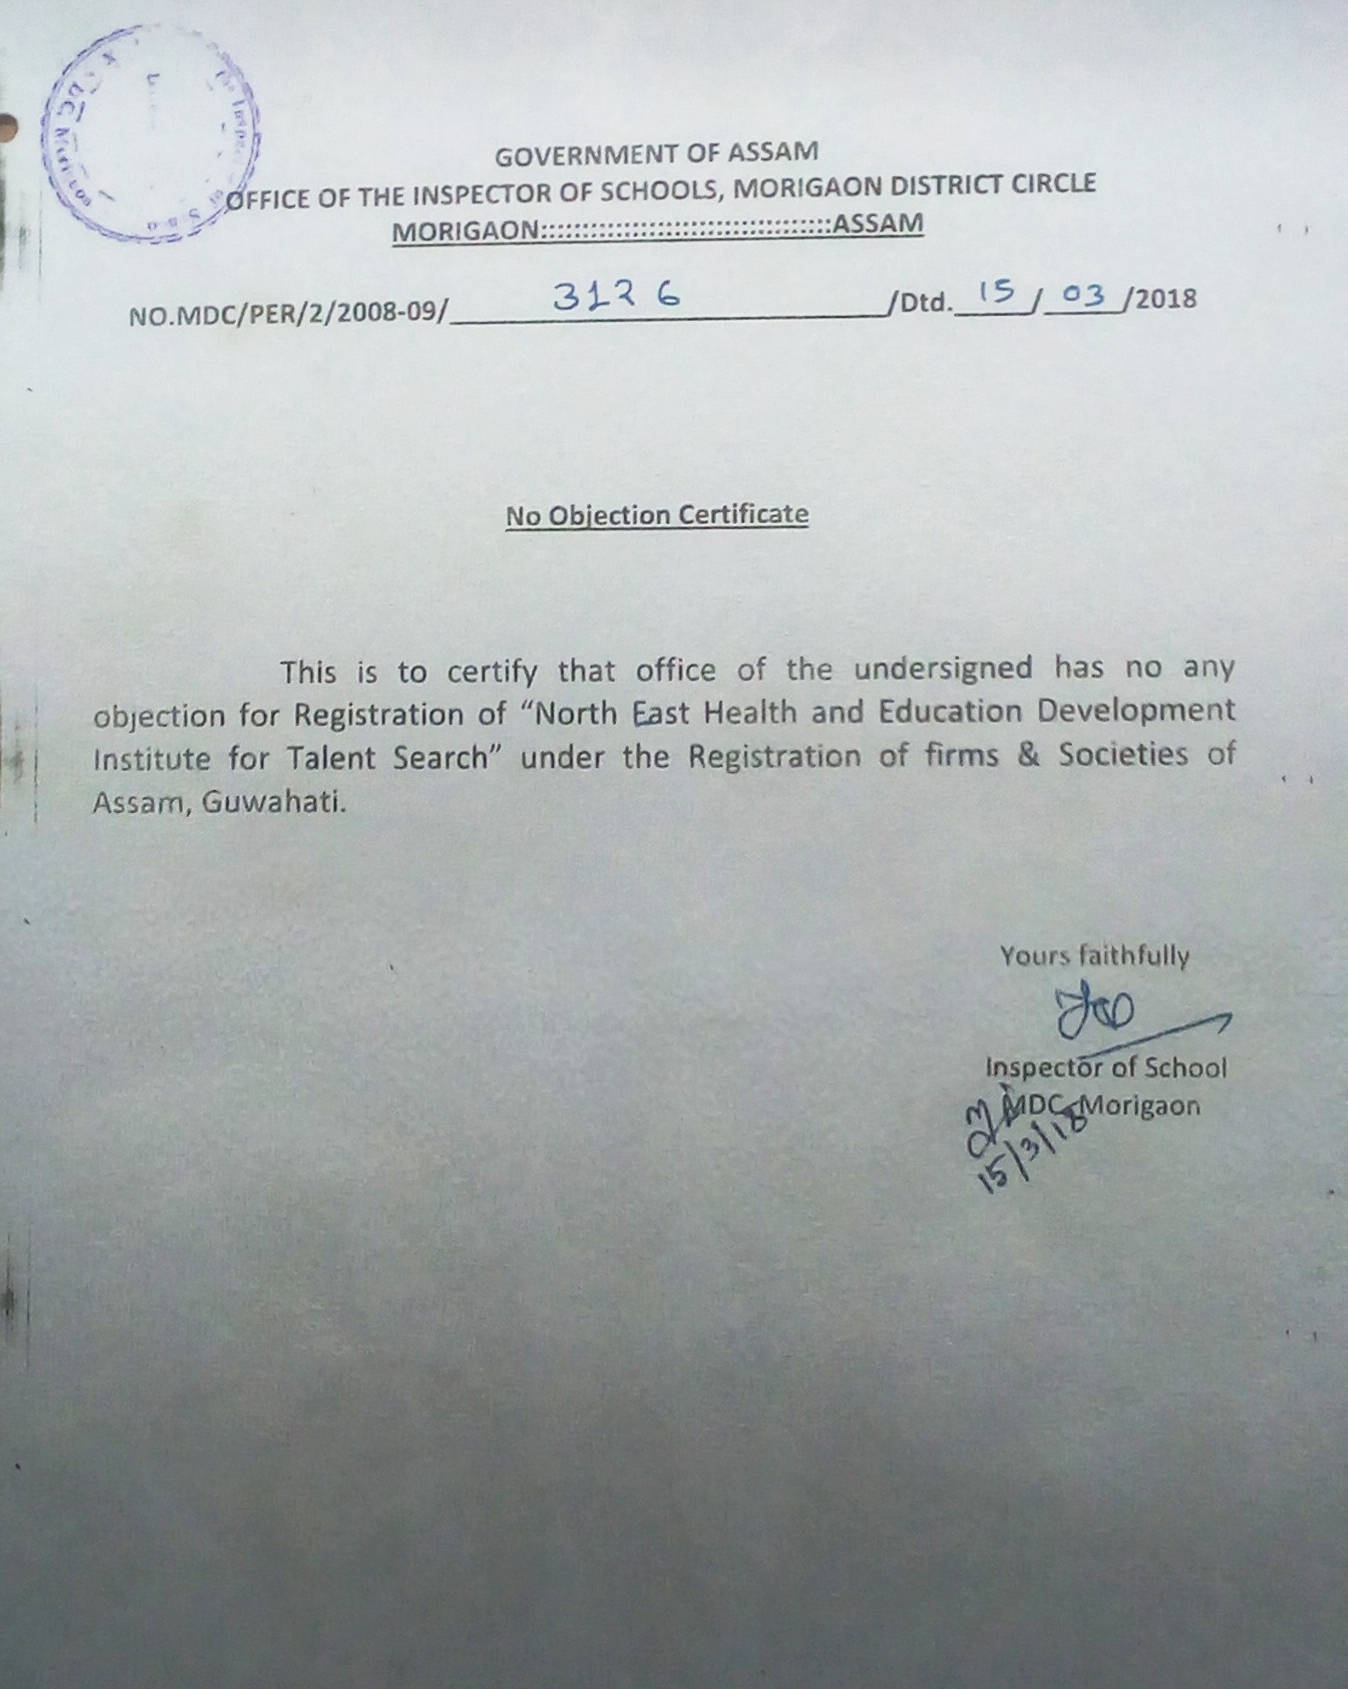 GOVERNMENT OF ASSAM
OFFICE OF THE INSPECTOR OF SCHOOLS, MORIGAON DISTRICT CIRCLE
MORIGAON:::::::::::::::::::::::::::::::::::ASSAM
NO.MDC/PER/2/2008-09/ 3126 /Dtd. 15 / 03 /2018
No Objection Certificate
This is to certify that office of the undersigned has no any
objection for Registration of “North East Health and Education Development
Institute for Talent Search” under the Registration of firms & Societies of
Assam, Guwahati.
Yours faithfully
Inspector of School
MDC, Morigaon
15/3/18